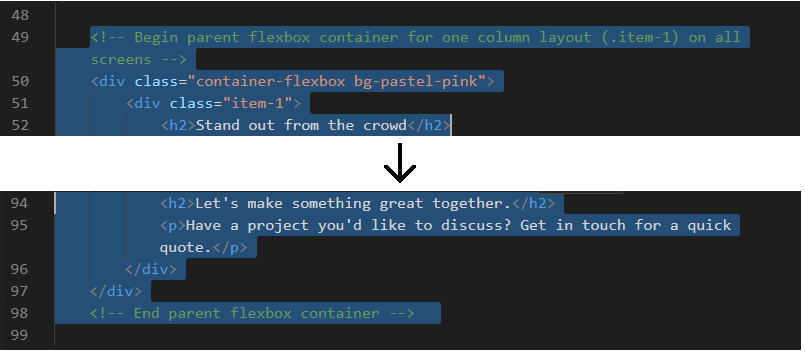 48
49 <!-- Begin parent flexbox container for one column layout (.item-1) on all
screens -->
50 <div class="container-flexbox bg-pastel-pink">
51 <div class="item-1">
52 <h2>Stand out from the crowd</h2>
94 <h2>Let's make something great together.</h2>
95 <p>Have a project you'd like to discuss? Get in touch for a quick
quote.</p>
96 </div>
97 </div>
98 <!-- End parent flexbox container -->
99